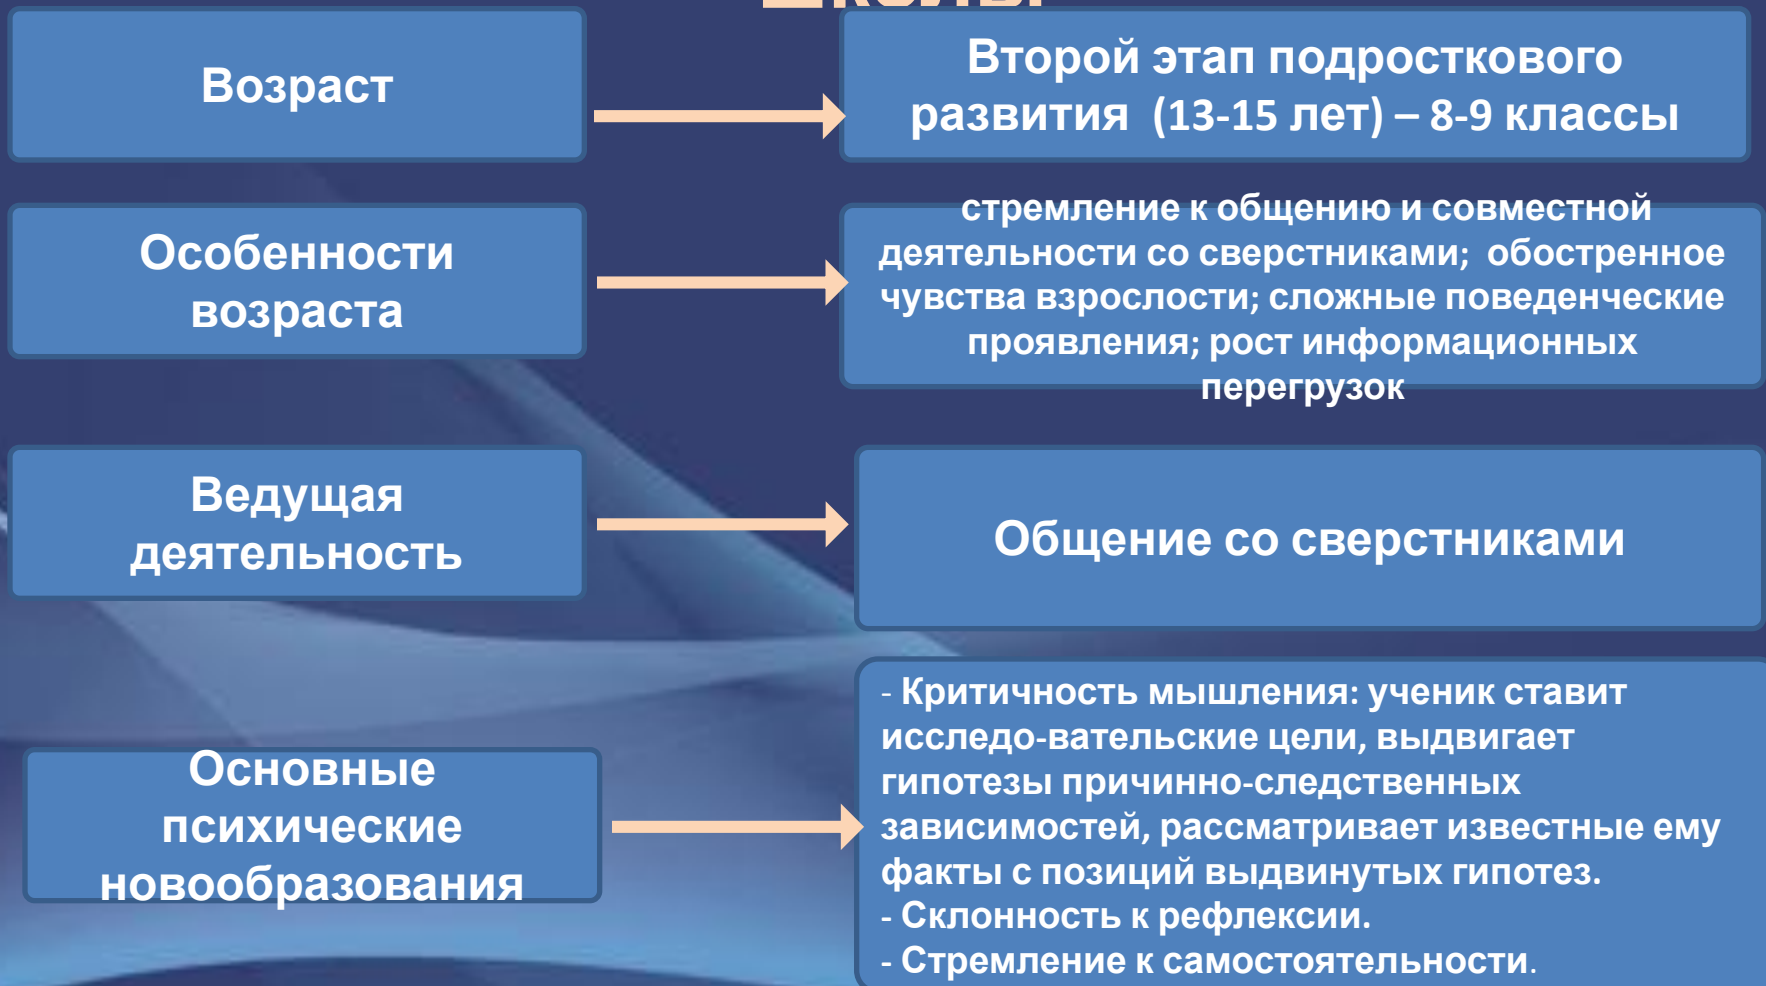 Возраст
Второй этап подросткового
развития (13-15 лет) – 8-9 классы
Особенности
возраста
стремление к общению и совместной
деятельности со сверстниками; обостренное
чувства взрослости; сложные поведенческие
проявления; рост информационных
перегрузок
Ведущая
деятельность
Общение со сверстниками
Основные
психические
новообразования
- Критичность мышления: ученик ставит
исследо-вательские цели, выдвигает
гипотезы причинно-следственных
зависимостей, рассматривает известные ему
факты с позиций выдвинутых гипотез.
- Склонность к рефлексии.
- Стремление к самостоятельности.